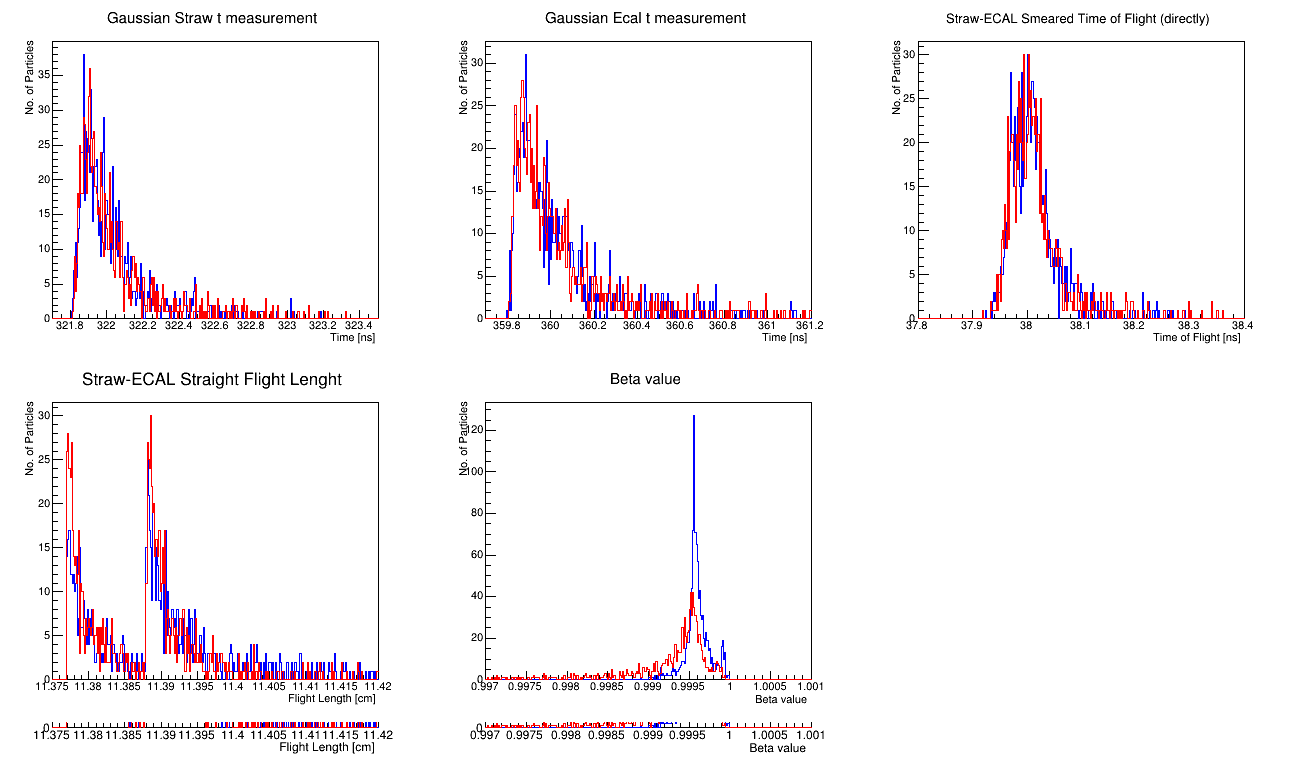 Gaussian Straw t measurement
No. of Particles
35
30
25
20
15
10
5
0
321.8 322 322.2 322.4 322.6 322.8 323 323.2 323.4
Time [ns]
Gaussian Ecal t measurement
No. of Particles
30
25
20
15
10
5
0
359.8 360 360.2 360.4 360.6 360.8 361 361.2
Time [ns]
Straw-ECAL Smeared Time of Flight (directly)
No. of Particles
30
25
20
15
10
5
0
37.8 37.9 38 38.1 38.2 38.3 38.4
Time of Flight [ns]
Straw-ECAL Straight Flight Lenght
No. of Particles
30
25
20
15
10
5
0
11.375 11.38 11.385 11.39 11.395 11.4 11.405 11.41 11.415 11.42
Flight Length [cm]
0
11.375 11.38 11.385 11.39 11.395 11.4 11.405 11.41 11.415 11.42
Flight Length [cm]
Beta value
No. of Particles
120
100
80
60
40
20
0
0.997 0.9975 0.998 0.9985 0.999 0.9995 1 1.0005 1.001
Beta value
0
0.997 0.9975 0.998 0.9985 0.999 0.9995 1 1.0005 1.001
Beta value